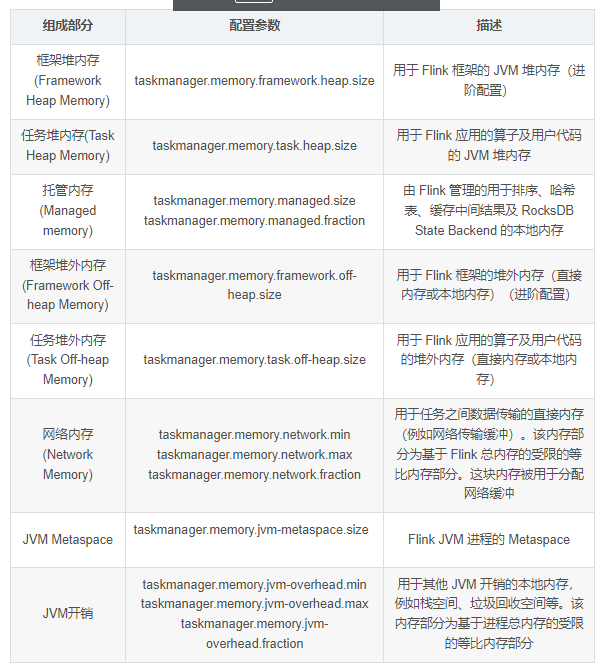 组成部分
配置参数
描述
框架堆内存
(Framework
Heap Memory)
taskmanager.memory.framework.heap.size
用于 Flink 框架的 JVM 堆内存（进
阶配置）
任务堆内存(Task
Heap Memory)
taskmanager.memory.task.heap.size
用于 Flink 应用的算子及用户代码
的 JVM 堆内存
托管内存
(Managed
memory)
taskmanager.memory.managed.size
taskmanager.memory.managed.fraction
由 Flink 管理的用于排序、哈希
表、缓存中间结果及 RocksDB
State Backend 的本地内存
框架堆外内存
(Framework Off-
heap Memory)
taskmanager.memory.framework.off-
heap.size
用于 Flink 框架的堆外内存（直接
内存或本地内存）（进阶配置）
任务堆外内存
(Task Off-heap
Memory)
taskmanager.memory.task.off-heap.size
用于 Flink 应用的算子及用户代码
的堆外内存（直接内存或本地内
存）
网络内存
(Network
Memory)
taskmanager.memory.network.min
taskmanager.memory.network.max
taskmanager.memory.network.fraction
用于任务之间数据传输的直接内存
（例如网络传输缓冲）。该内存部
分为基于 Flink 总内存的受限的等
比内存部分。这块内存被用于分配
网络缓冲
JVM Metaspace
taskmanager.memory.jvm-metaspace.size
Flink JVM 进程的 Metaspace
JVM开销
taskmanager.memory.jvm-overhead.min
taskmanager.memory.jvm-overhead.max
taskmanager.memory.jvm-
overhead.fraction
用于其他 JVM 开销的本地内存，
例如栈空间、垃圾回收空间等。该
内存部分为基于进程总内存的受限
的等比内存部分